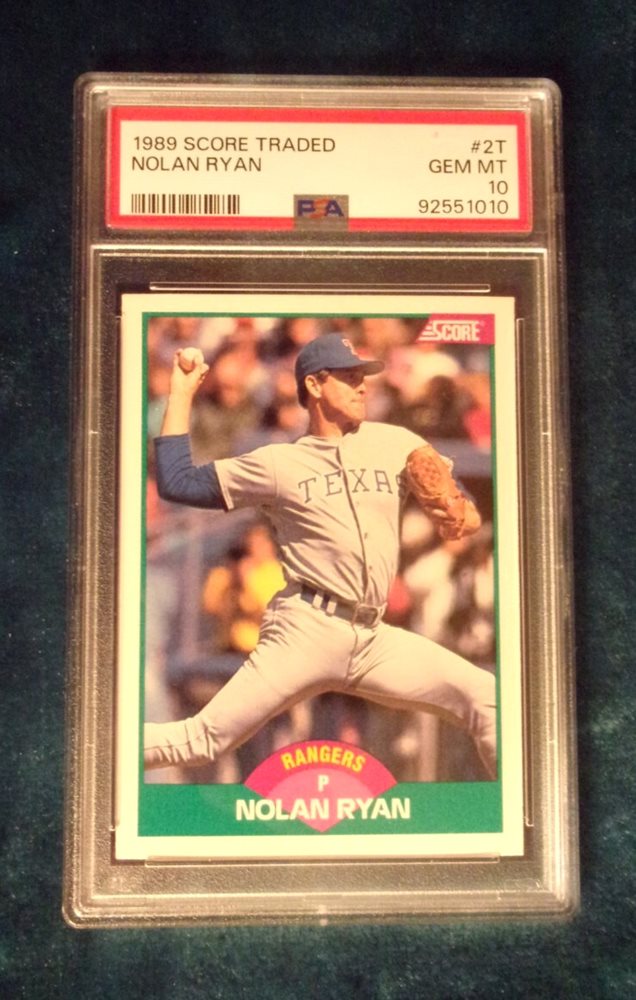 1989 SCORE TRADED #2T
NOLAN RYAN GEM MT
10
PSA 92551010
SCORE
T
TEXAS
RANGERS
P
NOLAN RYAN